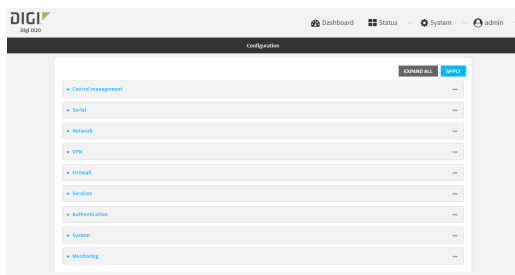 DIGI
Digi IX20
Dashboard Status System admin
Configuration
EXPAND ALL APPLY
Central management
Serial
Network
VPN
Firewall
Services
Authentication
System
Monitoring